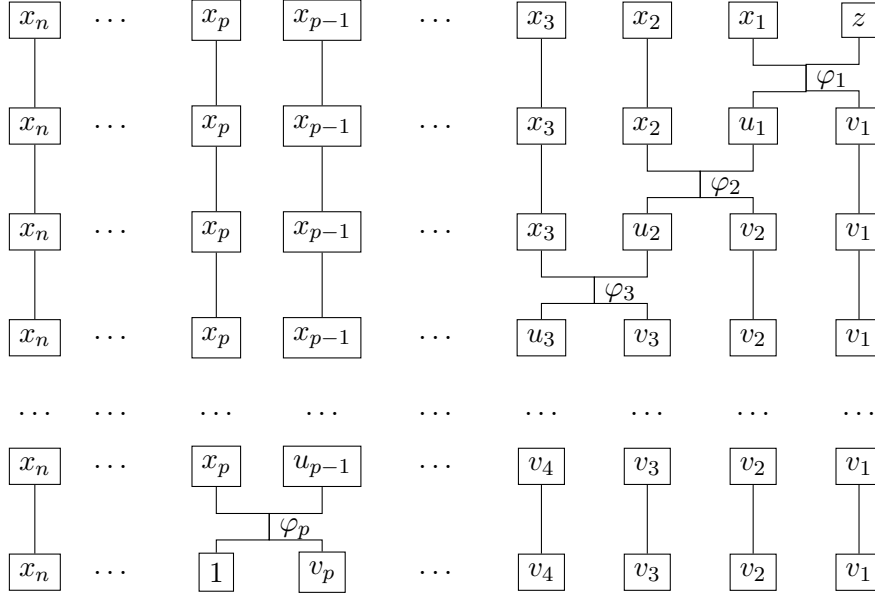 x_n ... x_p x_{p-1} ... x_3 x_2 x_1 z
φ_1
x_n ... x_p x_{p-1} ... x_3 x_2 u_1 v_1
φ_2
x_n ... x_p x_{p-1} ... x_3 u_2 v_2 v_1
φ_3
x_n ... x_p x_{p-1} ... u_3 v_3 v_2 v_1
... ... ... ... ... ... ... ... ...
x_n ... x_p u_{p-1} ... v_4 v_3 v_2 v_1
φ_p
x_n ... 1 v_p ... v_4 v_3 v_2 v_1